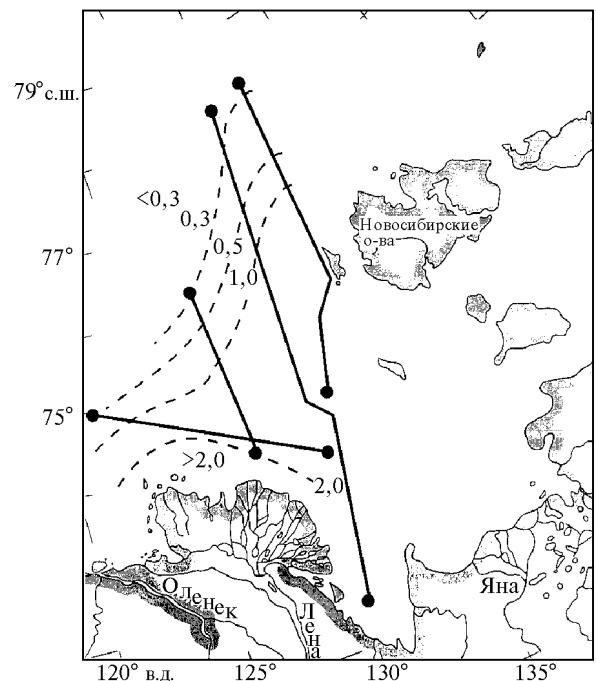 79° с.ш.
<0,3
0,3
Новосибирские
о-ва
0,5
77°
1,0
75°
>2,0
2,0
Оленек
Лена
Яна
120° в.д.
125°
130°
135°